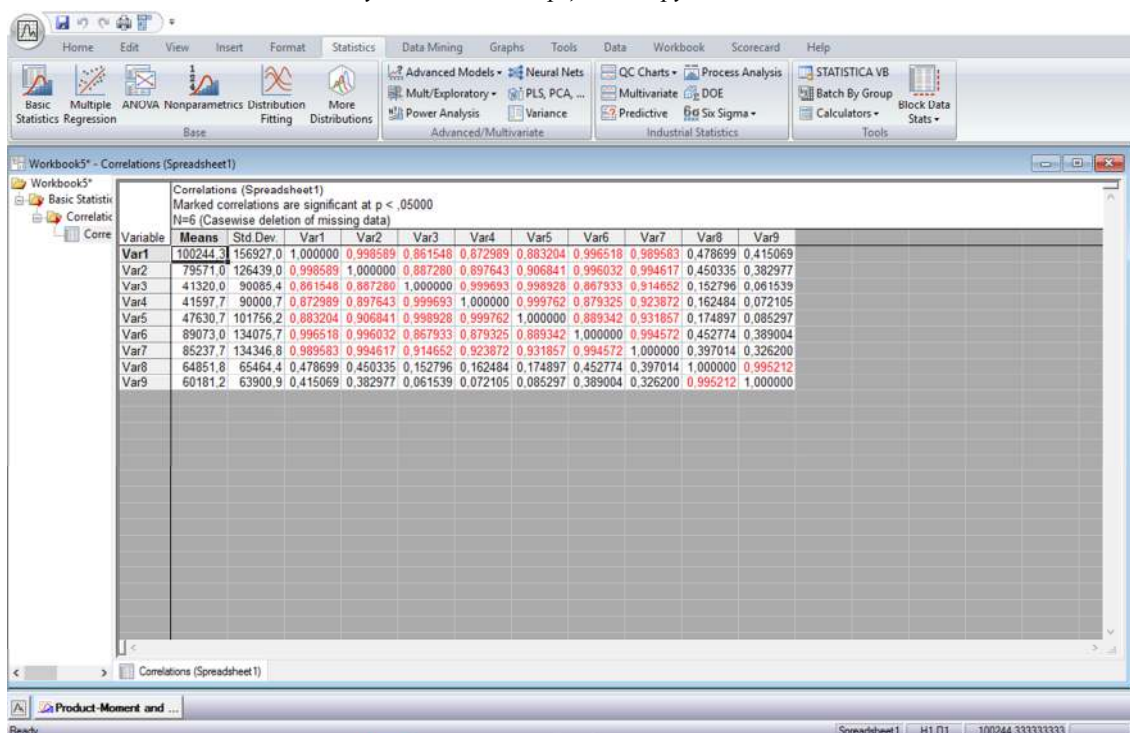 Home Edit View Insert Format Statistics Data Mining Graphs Tools Data Workbook Scorecard Help
Basic Statistics Multiple Regression ANOVA Nonparametrics Distribution Fitting More Distributions
Advanced Models Neural Nets QC Charts Process Analysis STATISTICA VB
Mult/Exploratory PLS, PCA, ... Multivariate DOE Batch By Group
Power Analysis Variance Predictive 6σ Six Sigma Calculators Block Data Stats
Base Advanced/Multivariate Industrial Statistics Tools
Workbook5* - Correlations (Spreadsheet1)
Workbook5*
Basic Statistic
Correlatic
Corre
Correlations (Spreadsheet1)
Marked correlations are significant at p < ,05000
N=6 (Casewise deletion of missing data)
Variable Means Std.Dev. Var1 Var2 Var3 Var4 Var5 Var6 Var7 Var8 Var9
Var1 100244,3 156927,0 1,000000 0,998589 0,861548 0,872989 0,883204 0,996518 0,989583 0,478699 0,415069
Var2 79571,0 126439,0 0,998589 1,000000 0,887280 0,897643 0,906841 0,996032 0,994617 0,450335 0,382977
Var3 41320,0 90085,4 0,861548 0,887280 1,000000 0,999693 0,998928 0,867933 0,914652 0,152796 0,061539
Var4 41597,7 90000,7 0,872989 0,897643 0,999693 1,000000 0,999762 0,879325 0,923872 0,162484 0,072105
Var5 47630,7 101756,2 0,883204 0,906841 0,998928 0,999762 1,000000 0,889342 0,931857 0,174897 0,085297
Var6 89073,0 134075,7 0,996518 0,996032 0,867933 0,879325 0,889342 1,000000 0,994572 0,452774 0,389004
Var7 85237,7 134346,8 0,989583 0,994617 0,914652 0,923872 0,931857 0,994572 1,000000 0,397014 0,326200
Var8 64851,8 65464,4 0,478699 0,450335 0,152796 0,162484 0,174897 0,452774 0,397014 1,000000 0,995212
Var9 60181,2 63900,9 0,415069 0,382977 0,061539 0,072105 0,085297 0,389004 0,326200 0,995212 1,000000
Correlations (Spreadsheet1)
Product-Moment and ...
Ready Spreadsheet1 100244,333333333